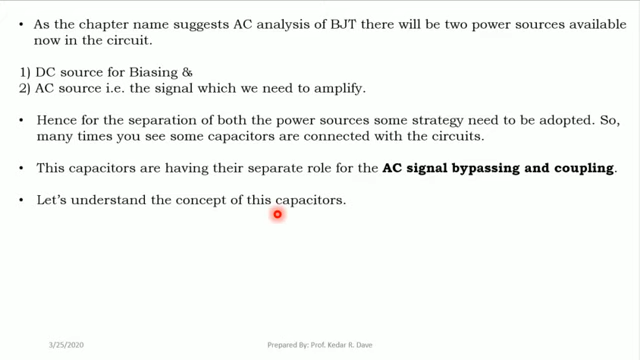 • As the chapter name suggests AC analysis of BJT there will be two power sources available
now in the circuit.
1) DC source for Biasing &
2) AC source i.e. the signal which we need to amplify.
• Hence for the separation of both the power sources some strategy need to be adopted. So,
many times you see some capacitors are connected with the circuits.
• This capacitors are having their separate role for the AC signal bypassing and coupling.
• Let's understand the concept of this capacitors.
3/25/2020 Prepared By: Prof. Kedar R. Dave